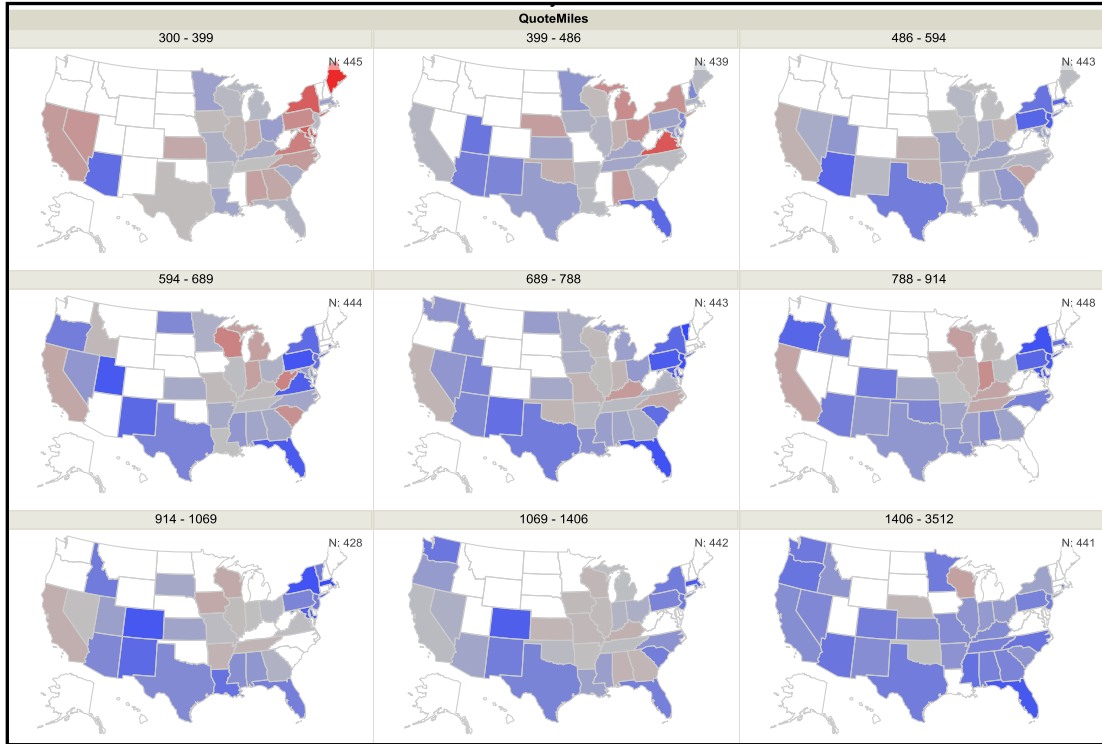 QuoteMiles
300 - 399
399 - 486
486 - 594
N: 445
N: 439
N: 443
594 - 689
689 - 788
788 - 914
N: 444
N: 443
N: 448
914 - 1069
1069 - 1406
1406 - 3512
N: 428
N: 442
N: 441